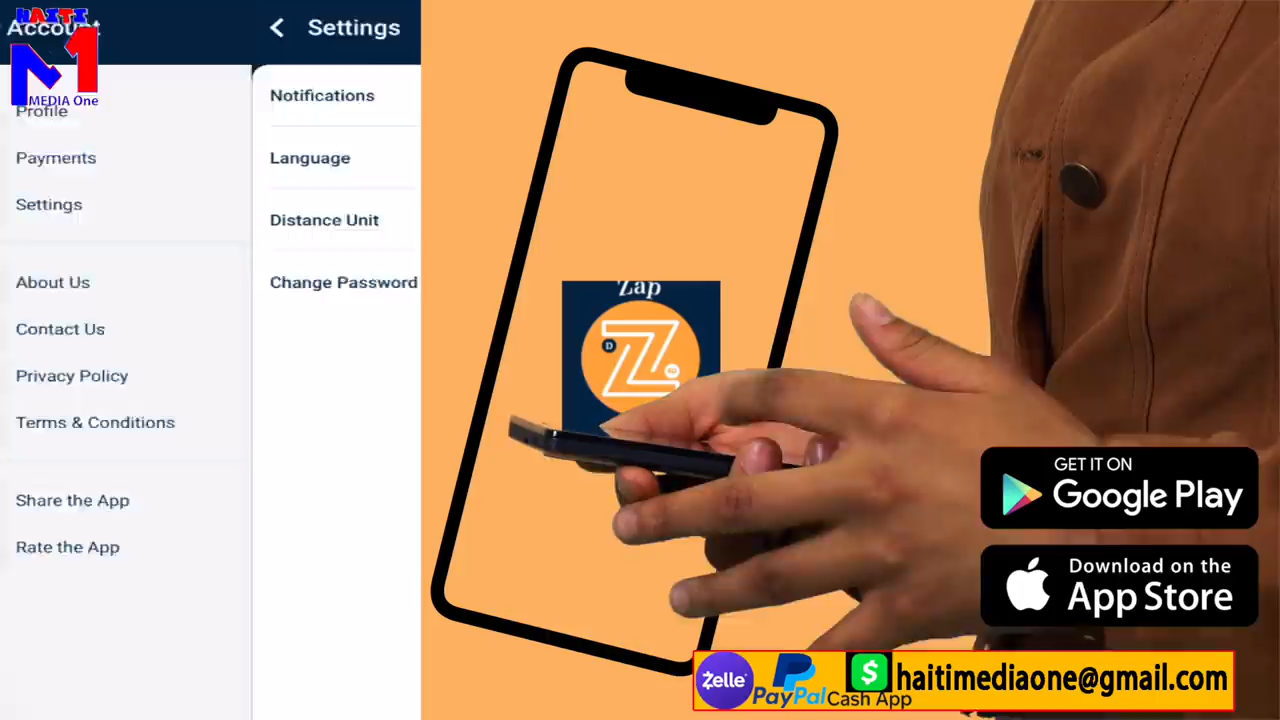 HAITI
Account
M1
MEDIA One
Profile
Payments
Settings
About Us
Contact Us
Privacy Policy
Terms & Conditions
Share the App
Rate the App
Settings
Notifications
Language
Distance Unit
Change Password
Zap
D
Z
GET IT ON
Google Play
Download on the
App Store
Zelle
PayPal
$
Cash App
haitimediaone@gmail.com